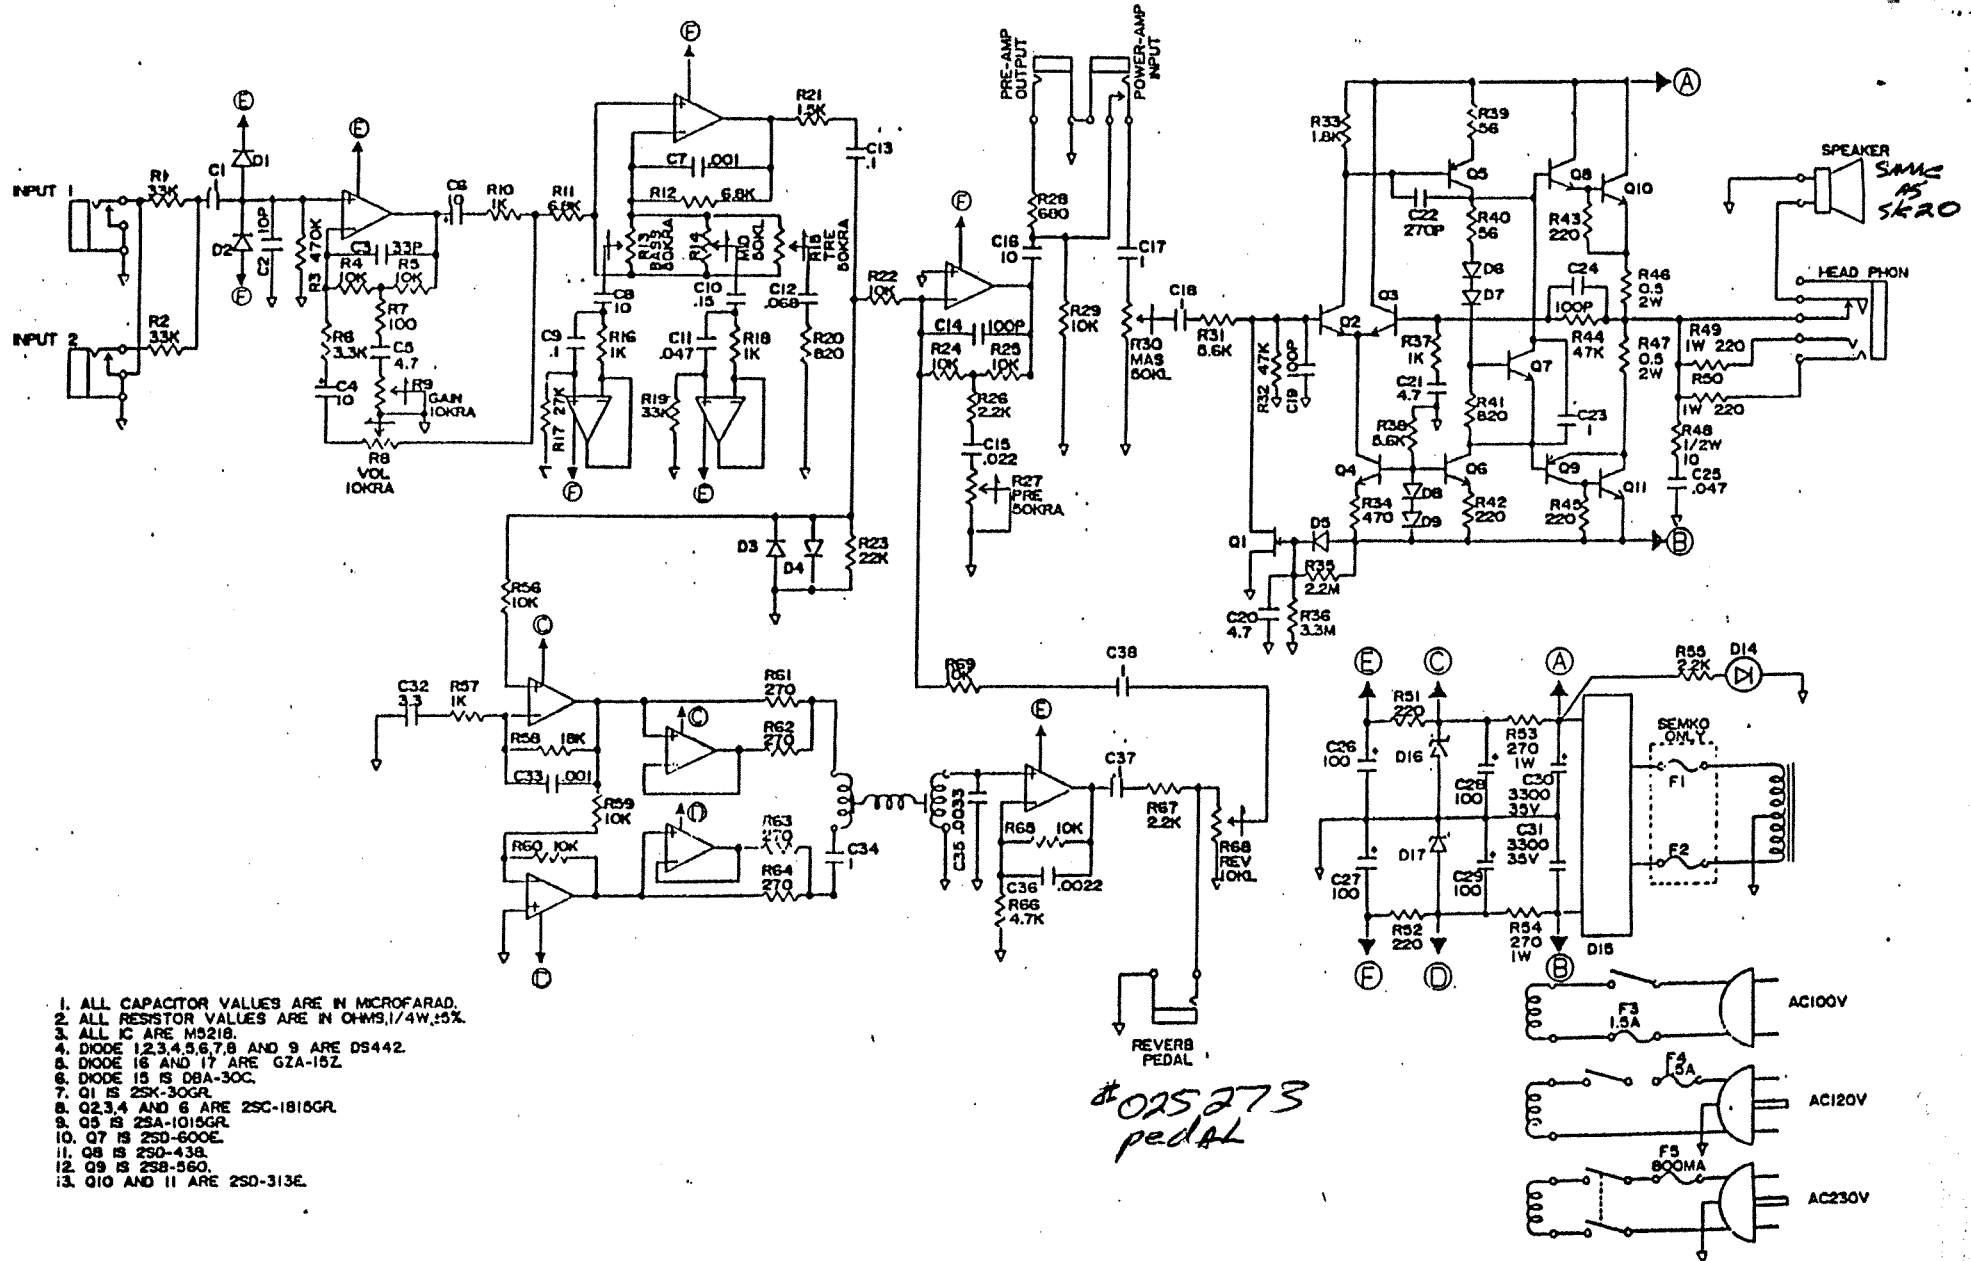 INPUT 1
R1
33K
C1
E
D1
D2
F
C2 10P
R3 470K
E
C3 33P
R4
10K
R5
10K
R7
100
R6
3.3K
C5
4.7
C4
10
R9
GAIN
10KRA
R8
VOL
10KRA
INPUT 2
R2
33K
C6
10
R10
1K
R11
6.8K
F
C7 .001
R12 6.8K
R13
BASS
50KRA
R14
MID
50KL
R15
TRE
50KRA
C8
10
C10
.15
C12
.068
C9
.1
R16
1K
C11
.047
R18
1K
R20
820
R17 27K
R19
33K
F
E
R21
1.5K
C13
.1
R22
10K
F
C14 100P
R24
10K
R25
10K
R26
2.2K
C15
.022
R27
PRE
50KRA
PRE-AMP
OUTPUT
POWER-AMP
INPUT
R28
680
C16
10
R29
10K
C17
1
R30
MAS
50KL
C18
1
R31
5.6K
R32 47K
C19 100P
R33
1.8K
Q2
Q3
Q4
R34
470
Q5
R39
56
C22
270P
R40
56
D6
D7
R37
1K
C21
4.7
R38
5.6K
R41
820
Q6
R42
220
D8
D9
Q7
C23
1
Q8
R43
220
Q10
C24
100P
R44
47K
R46
0.5
2W
R47
0.5
2W
Q9
R45
220
Q11
R49
1W 220
R50
1W 220
R48
1/2W
10
C25
.047
A
B
SPEAKER
SAME
AS
SK20
HEAD PHON
Q1
D5
R35
2.2M
C20
4.7
R36
3.3M
D3
D4
R23
22K
R56
10K
C
C32
3.3
R57
1K
R58 18K
C33 .001
R59
10K
R60 10K
D
C
D
R61
270
R62
270
R63
270
R64
270
C34
1
C35 .0033
E
R65 10K
C36 .0022
R66
4.7K
C37
1
R67
2.2K
R68
REV
10KL
R69
10K
C38
1
REVERB
PEDAL
#025273
pedAL
E
C
A
R51
220
R53
270
1W
C26
100
D16
C28
100
C30
3300
35V
C27
100
D17
C29
100
C31
3300
35V
R52
220
R54
270
1W
F
D
B
D15
R55
2.2K
D14
SEMKO
ONLY
F1
F2
F3
1.5A
AC100V
F4
1.5A
AC120V
F5
800MA
AC230V
1. ALL CAPACITOR VALUES ARE IN MICROFARAD.
2. ALL RESISTOR VALUES ARE IN OHMS,1/4W,±5%.
3. ALL IC ARE M5218.
4. DIODE 1,2,3,4,5,6,7,8 AND 9 ARE DS442.
5. DIODE 16 AND 17 ARE GZA-15Z.
6. DIODE 15 IS DBA-30C.
7. Q1 IS 2SK-30GR.
8. Q2,3,4 AND 6 ARE 2SC-1815GR.
9. Q5 IS 2SA-1015GR.
10. Q7 IS 2SD-600E.
11. Q8 IS 2SD-438.
12. Q9 IS 2SB-560.
13. Q10 AND 11 ARE 2SD-313E.